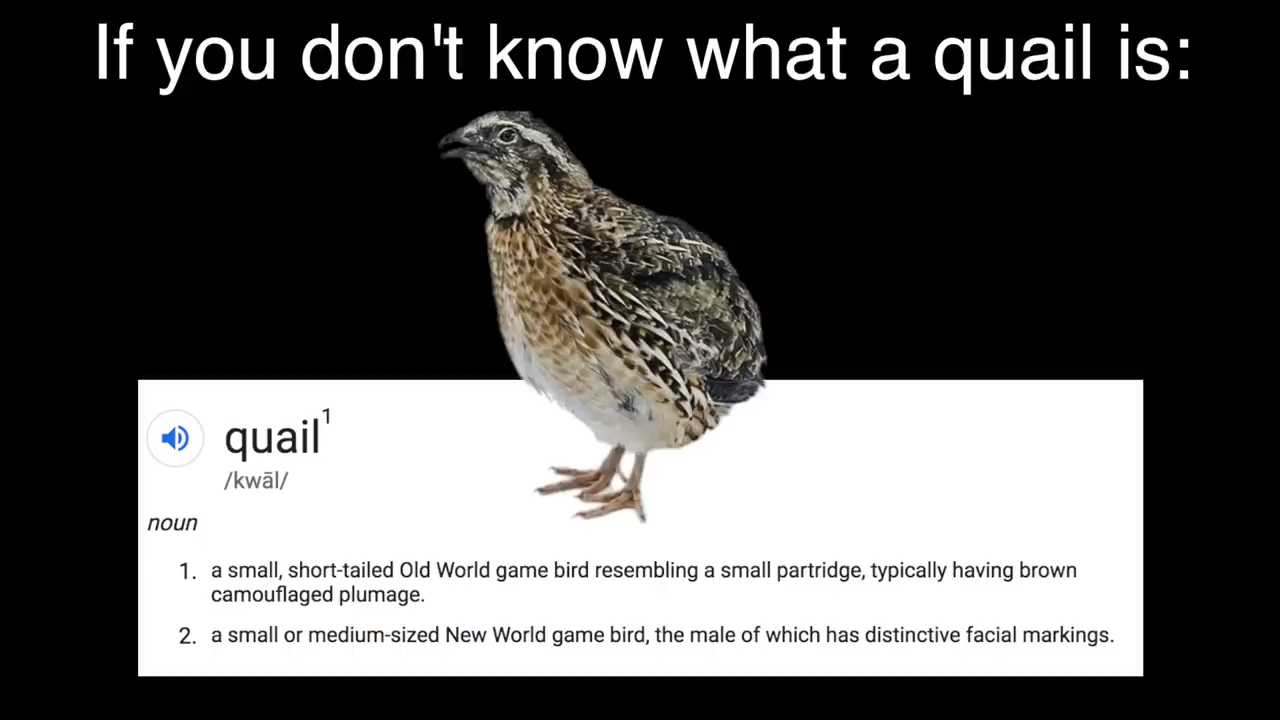 If you don't know what a quail is:
quail1
/kwāl/
noun
1. a small, short-tailed Old World game bird resembling a small partridge, typically having brown
camouflaged plumage.
2. a small or medium-sized New World game bird, the male of which has distinctive facial markings.